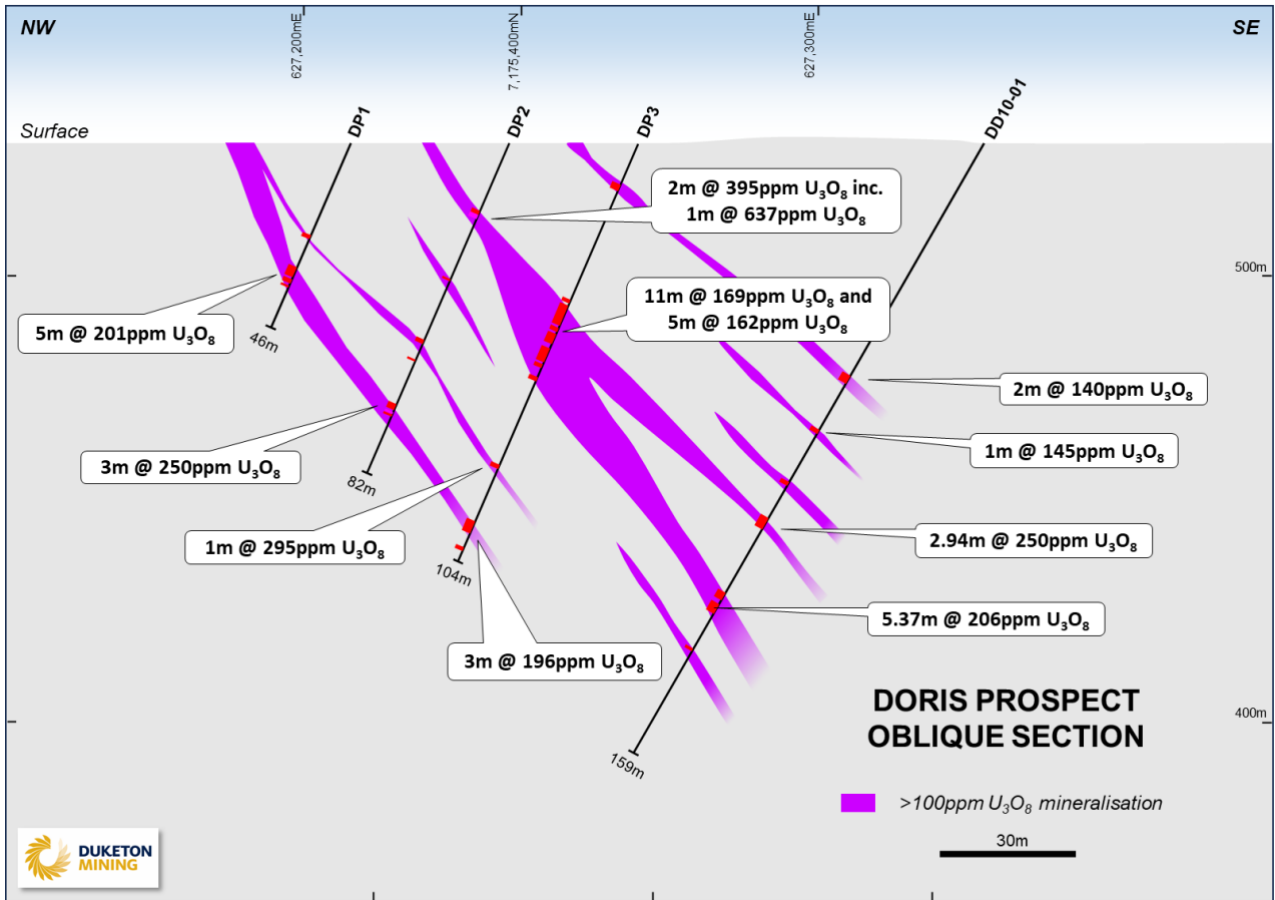 NW
627,200mE
7,175,400mN
627,300mE
SE
Surface
DP1
DP2
DP3
DD10-01
2m @ 395ppm U₃O₈ inc.
1m @ 637ppm U₃O₈
500m
11m @ 169ppm U₃O₈ and
5m @ 162ppm U₃O₈
5m @ 201ppm U₃O₈
46m
2m @ 140ppm U₃O₈
1m @ 145ppm U₃O₈
3m @ 250ppm U₃O₈
82m
1m @ 295ppm U₃O₈
2.94m @ 250ppm U₃O₈
104m
5.37m @ 206ppm U₃O₈
3m @ 196ppm U₃O₈
400m
159m
DORIS PROSPECT
OBLIQUE SECTION
>100ppm U₃O₈ mineralisation
30m
DUKETON
MINING